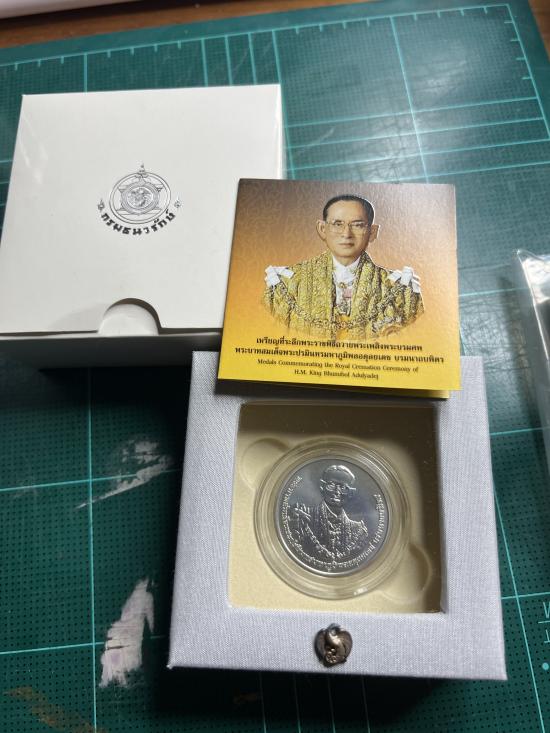 กรมธนารักษ์
เหรียญที่ระลึกพระราชพิธีถวายพระเพลิงพระบรมศพ
พระบาทสมเด็จพระปรมินทรมหาภูมิพลอดุลยเดช บรมนาถบพิตร
Medals Commemorating the Royal Cremation Ceremony of
H.M. King Bhumibol Adulyadej